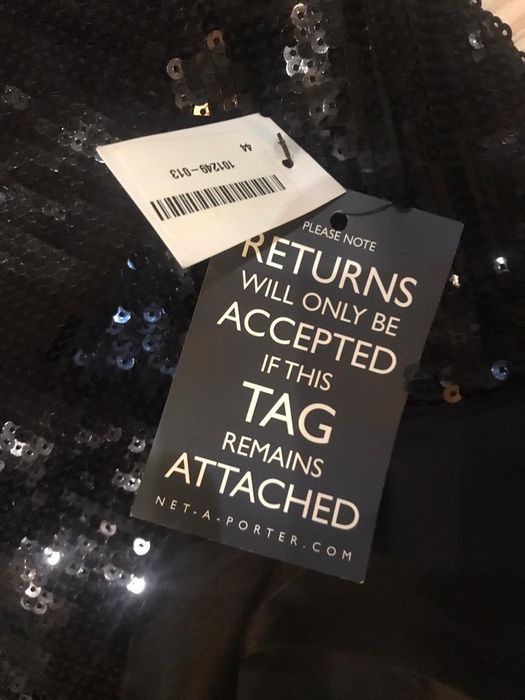 44
101249-013
PLEASE NOTE
RETURNS
WILL ONLY BE
ACCEPTED
IF THIS
TAG
REMAINS
ATTACHED
NET-A-PORTER.COM